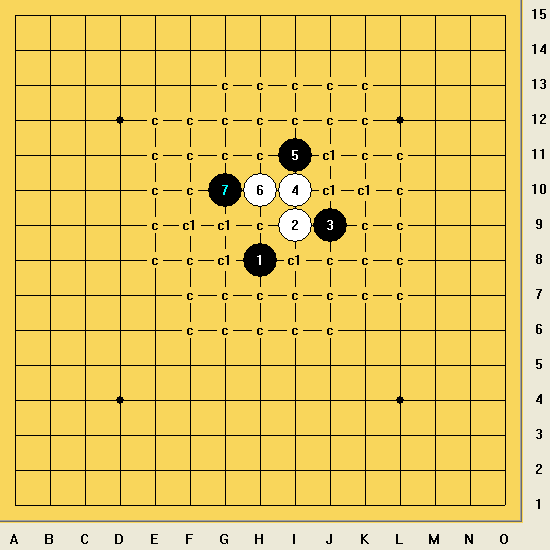 15
14
c c c c c 13
c c c c c c c 12
c c c c 5 c1 c c 11
c c 7 6 4 c1 c1 c 10
c c1 c1 c 2 3 c c 9
c c c1 1 c1 c c c 8
c c c c c c c 7
c c c c c 6
5
4
3
2
1
A B C D E F G H I J K L M N O